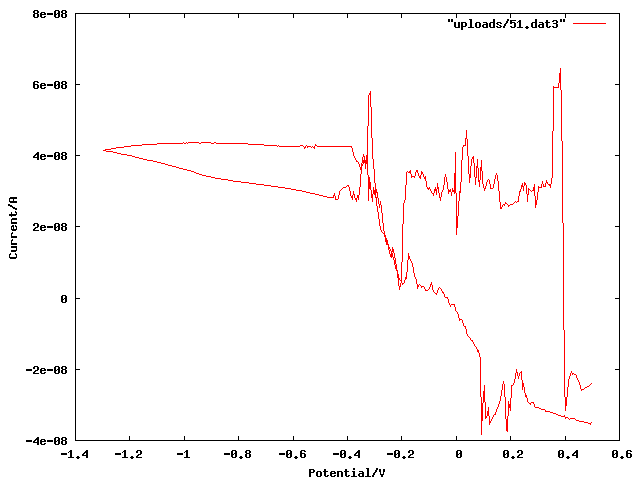 8e-08
"uploads/51.dat3"
6e-08
4e-08
2e-08
0
-2e-08
-4e-08
Current/A
-1.4 -1.2 -1 -0.8 -0.6 -0.4 -0.2 0 0.2 0.4 0.6
Potential/V